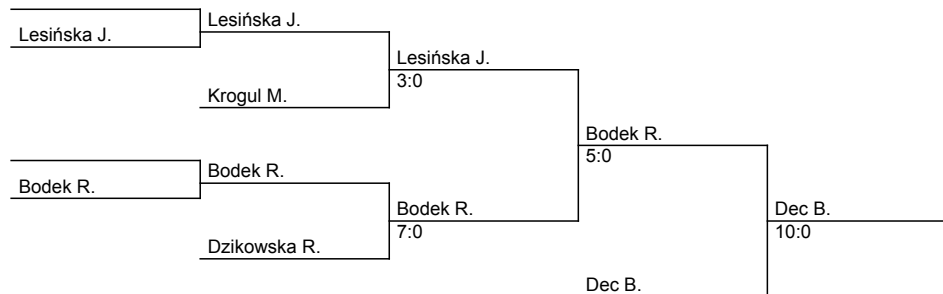 Lesińska J.
Lesińska J.
Lesińska J.
3:0
Krogul M.
Bodek R.
5:0
Bodek R.
Bodek R.
Bodek R.
7:0
Dec B.
10:0
Dzikowska R.
Dec B.